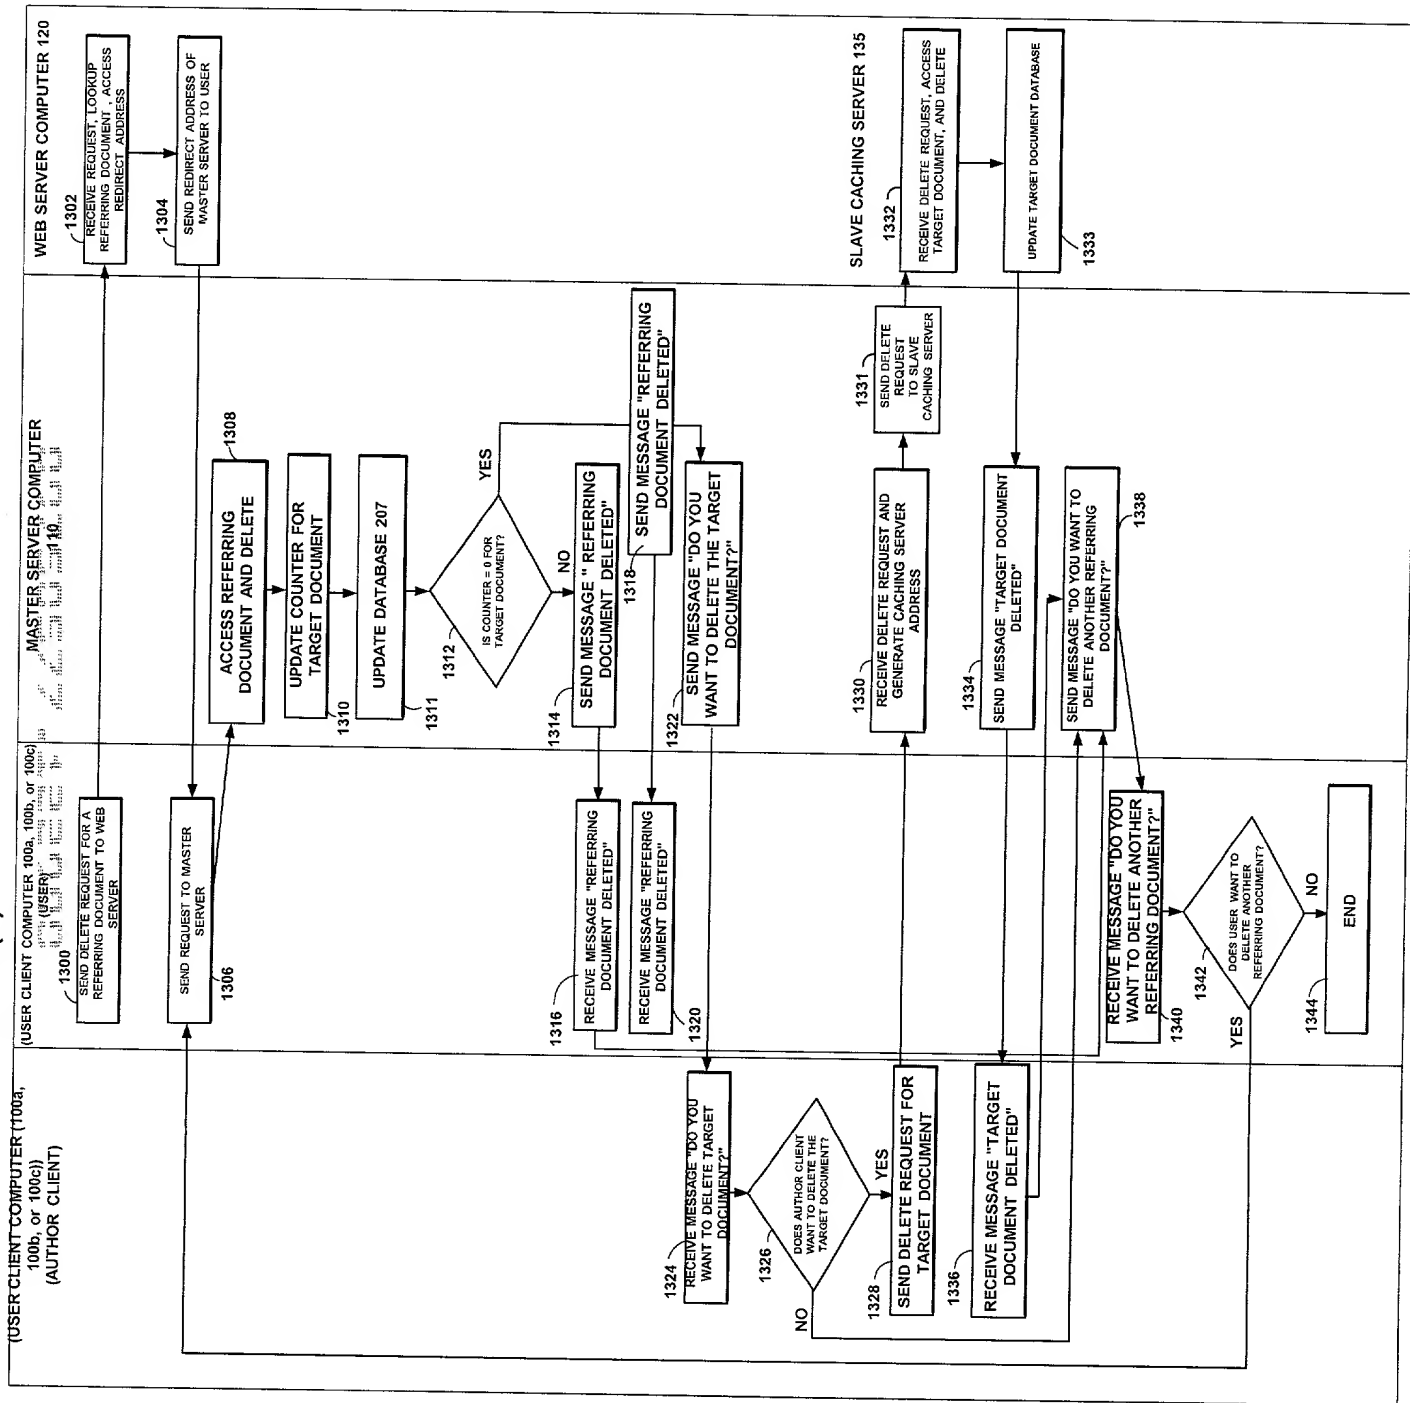 (USER CLIENT COMPUTER (100a,
100b, or 100c))
(AUTHOR CLIENT)
(USER CLIENT COMPUTER 100a, 100b, or 100c)
(USER)
MASTER SERVER COMPUTER
110
WEB SERVER COMPUTER 120
1300
SEND DELETE REQUEST FOR A
REFERRING DOCUMENT TO WEB
SERVER
1302
RECEIVE REQUEST, LOOKUP
REFERRING DOCUMENT, ACCESS
REDIRECT ADDRESS
1304
SEND REDIRECT ADDRESS OF
MASTER SERVER TO USER
SEND REQUEST TO MASTER
SERVER
1306
1308
ACCESS REFERRING
DOCUMENT AND DELETE
UPDATE COUNTER FOR
TARGET DOCUMENT
1310
UPDATE DATABASE 207
1311
1312
IS COUNTER = 0 FOR
TARGET DOCUMENT?
YES
NO
1314
SEND MESSAGE " REFERRING
DOCUMENT DELETED"
1316
RECEIVE MESSAGE "REFERRING
DOCUMENT DELETED"
1318
SEND MESSAGE "REFERRING
DOCUMENT DELETED"
RECEIVE MESSAGE "REFERRING
DOCUMENT DELETED"
1320
1322
SEND MESSAGE "DO YOU
WANT TO DELETE THE TARGET
DOCUMENT?"
1324
RECEIVE MESSAGE "DO YOU
WANT TO DELETE TARGET
DOCUMENT?"
1326
DOES AUTHOR CLIENT
WANT TO DELETE THE
TARGET DOCUMENT?
NO
YES
1328
SEND DELETE REQUEST FOR
TARGET DOCUMENT
1330
RECEIVE DELETE REQUEST AND
GENERATE CACHING SERVER
ADDRESS
1331
SEND DELETE
REQUEST
TO SLAVE
CACHING SERVER
SLAVE CACHING SERVER 135
1332
RECEIVE DELETE REQUEST, ACCESS
TARGET DOCUMENT, AND DELETE
UPDATE TARGET DOCUMENT DATABASE
1333
1334
SEND MESSAGE "TARGET DOCUMENT
DELETED"
1336
RECEIVE MESSAGE "TARGET
DOCUMENT DELETED"
SEND MESSAGE "DO YOU WANT TO
DELETE ANOTHER REFERRING
DOCUMENT?"
1338
RECEIVE MESSAGE "DO YOU
WANT TO DELETE ANOTHER
REFERRING DOCUMENT?"
1340
1342
DOES USER WANT TO
DELETE ANOTHER
REFERRING DOCUMENT?
YES
NO
1344
END